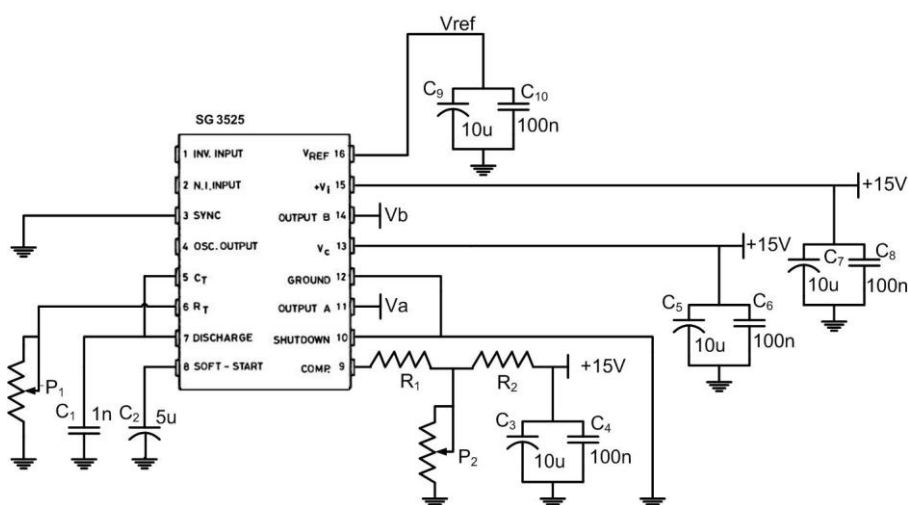 Vref
C9
10u
C10
100n
SG 3525
1 INV. INPUT
2 N.I. INPUT
3 SYNC
4 OSC. OUTPUT
5 CT
6 RT
7 DISCHARGE
8 SOFT - START
VREF 16
+Vi 15
OUTPUT B 14
Vc 13
GROUND 12
OUTPUT A 11
SHUTDOWN 10
COMP. 9
+15V
Vb
+15V
Va
C7
10u
C8
100n
C5
10u
C6
100n
P1
C1 1n
C2 5u
R1
R2
+15V
P2
C3
10u
C4
100n